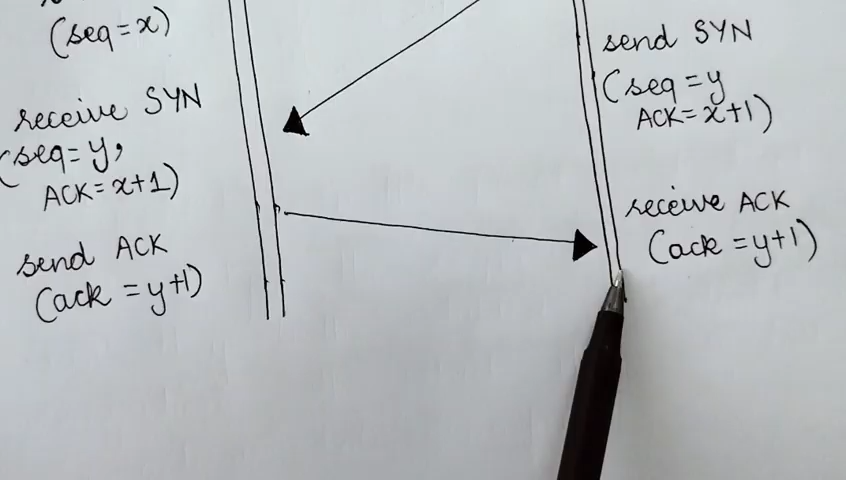 (seq = x)
receive SYN
(seq = y,
ACK = x+1)
send ACK
(ack = y+1)
send SYN
(seq = y
ACK = x+1)
receive ACK
(ack = y+1)